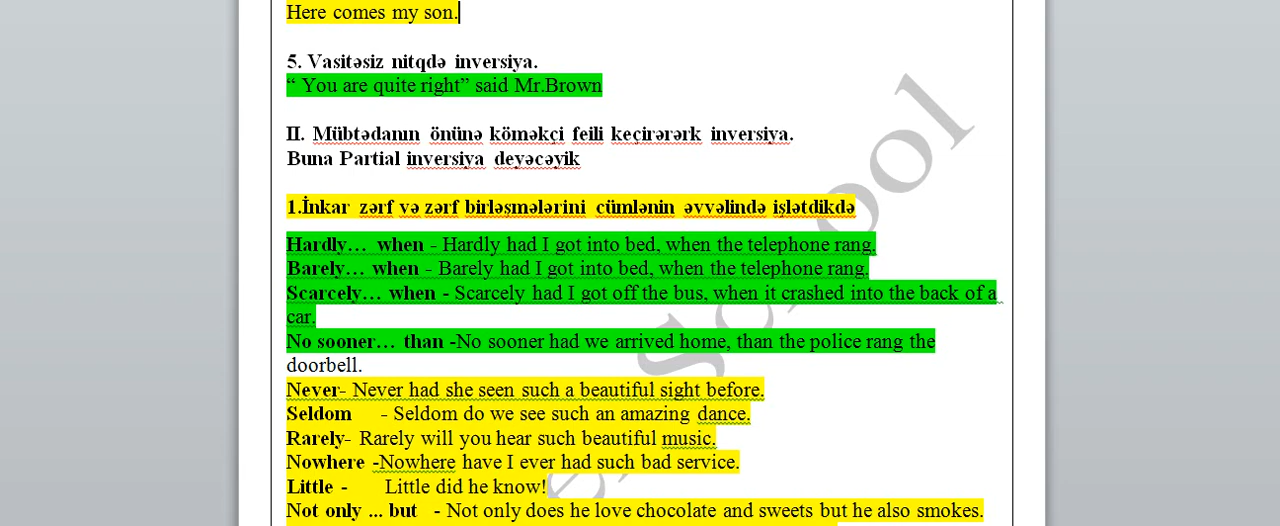 Here comes my son.
5. Vasitəsiz nitqdə inversiya.
“ You are quite right” said Mr.Brown
II. Mübtədanın önünə köməkçi feili keçirərərk inversiya.
Buna Partial inversiya deyəcəyik
1.İnkar zərf və zərf birləşmələrini cümlənin əvvəlində işlətdikdə
Hardly… when - Hardly had I got into bed, when the telephone rang.
Barely… when - Barely had I got into bed, when the telephone rang.
Scarcely… when - Scarcely had I got off the bus, when it crashed into the back of a
car.
No sooner… than -No sooner had we arrived home, than the police rang the
doorbell.
Never- Never had she seen such a beautiful sight before.
Seldom - Seldom do we see such an amazing dance.
Rarely- Rarely will you hear such beautiful music.
Nowhere -Nowhere have I ever had such bad service.
Little - Little did he know!
Not only ... but - Not only does he love chocolate and sweets but he also smokes.